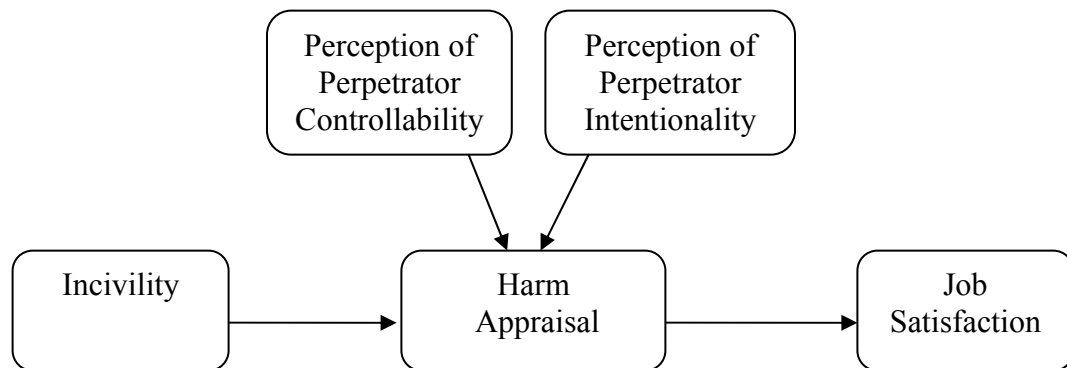 Perception of
Perpetrator
Controllability
Perception of
Perpetrator
Intentionality
Incivility
Harm
Appraisal
Job
Satisfaction